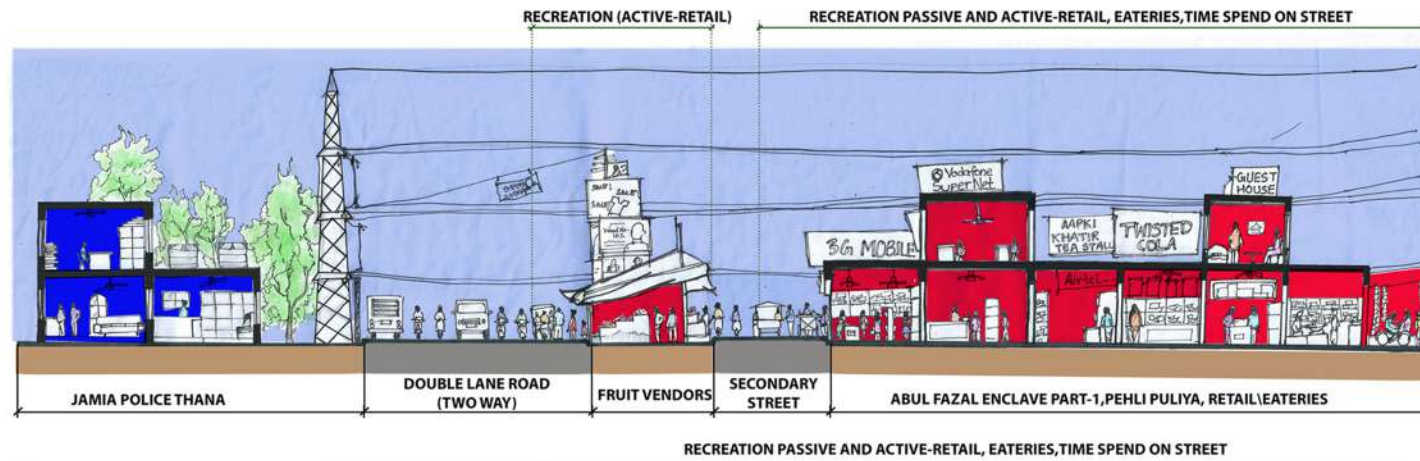 RECREATION (ACTIVE-RETAIL)
RECREATION PASSIVE AND ACTIVE-RETAIL, EATERIES,TIME SPEND ON STREET
SALE!
SALE
SALE
3G MOBILE
Vodafone
SuperNet
AAPKI
KHATIR
TEA STALL
TWISTED
COLA
GUEST
HOUSE
Airtel
JAMIA POLICE THANA
DOUBLE LANE ROAD
(TWO WAY)
FRUIT VENDORS
SECONDARY
STREET
ABUL FAZAL ENCLAVE PART-1,PEHLI PULIYA, RETAIL\EATERIES
RECREATION PASSIVE AND ACTIVE-RETAIL, EATERIES,TIME SPEND ON STREET